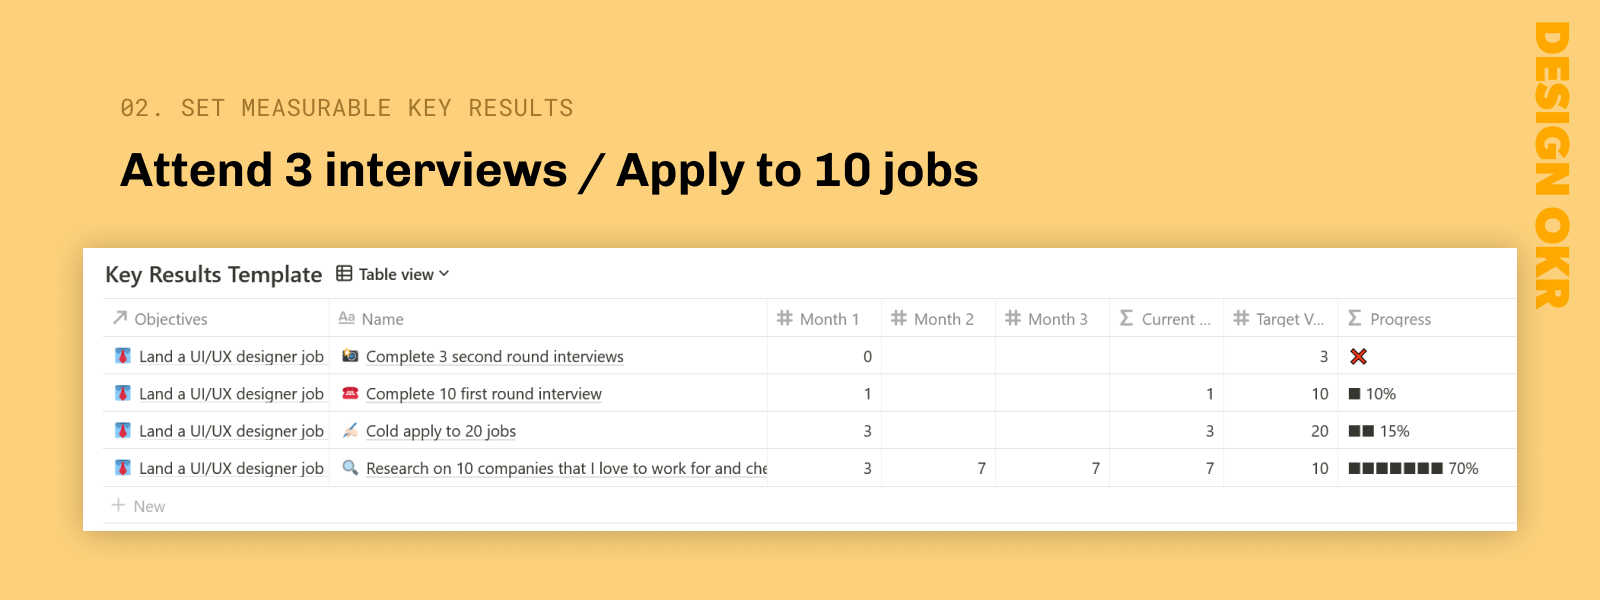 02. SET MEASURABLE KEY RESULTS
Attend 3 interviews / Apply to 10 jobs
DESIGN OKR
Key Results Template Table view
Objectives Aa Name Month 1 Month 2 Month 3 Current ... Target V... Progress
Land a UI/UX designer job Complete 3 second round interviews 0 3
Land a UI/UX designer job Complete 10 first round interview 1 1 10 10%
Land a UI/UX designer job Cold apply to 20 jobs 3 3 20 15%
Land a UI/UX designer job Research on 10 companies that I love to work for and che 3 7 7 7 10 70%
+ New